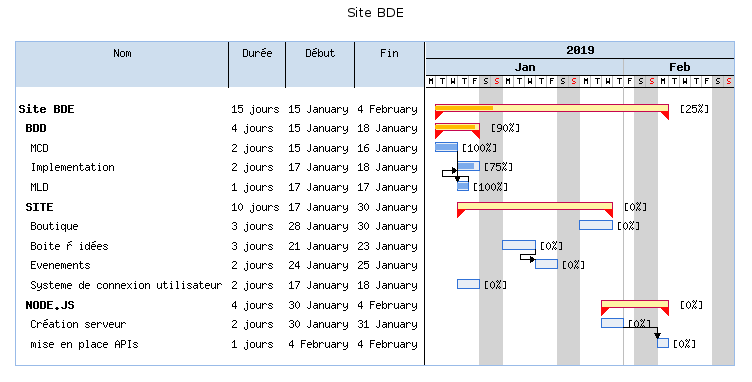 Site BDE
Nom Durée Début Fin 2019
Jan Feb
M T W T F S S M T W T F S S M T W T F S S M T W T F S S
Site BDE 15 jours 15 January 4 February [25%]
BDD 4 jours 15 January 18 January [90%]
MCD 2 jours 15 January 16 January [100%]
Implementation 2 jours 17 January 18 January [75%]
MLD 1 jours 17 January 17 January [100%]
SITE 10 jours 17 January 30 January [0%]
Boutique 3 jours 28 January 30 January [0%]
Boite ŕ idées 3 jours 21 January 23 January [0%]
Evenements 2 jours 24 January 25 January [0%]
Systeme de connexion utilisateur 2 jours 17 January 18 January [0%]
NODE.JS 4 jours 30 January 4 February [0%]
Création serveur 2 jours 30 January 31 January [0%]
mise en place APIs 1 jours 4 February 4 February [0%]